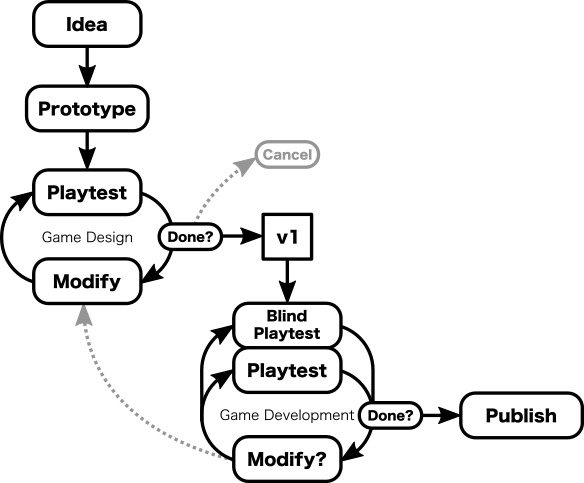 Idea
Prototype
Cancel
Playtest
Game Design
Done?
v1
Modify
Blind
Playtest
Playtest
Game Development
Done?
Publish
Modify?